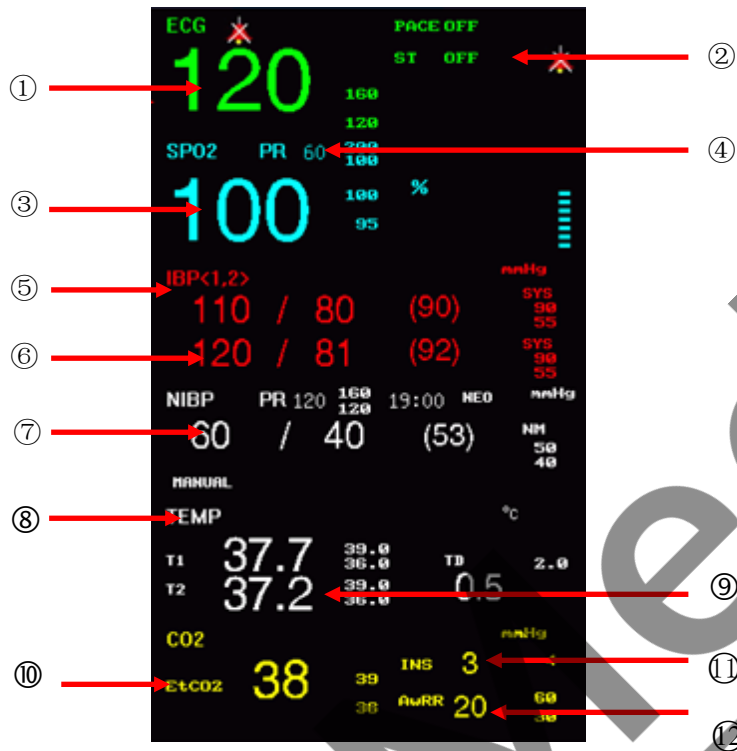 ECG PACE OFF
ST OFF ②
① 120 160
120
SPO2 PR 60 200 ④
100
③ 100 100 %
95
IBP<1,2> mmHg
⑤ 110 / 80 (90) SYS
90
55
⑥ 120 / 81 (92) SYS
90
55
NIBP PR 120 160 19:00 NEO mmHg
120
⑦ 60 / 40 (53) NM
50
40
MANUAL
⑧ TEMP °C
T1 37.7 39.0 TD 2.0
36.0
T2 37.2 39.0 0.5 ⑨
36.0
CO2 mmHg
⑩ EtCO2 38 39 INS 3 ⑪
38 AwRR 20 60 ⑫
30